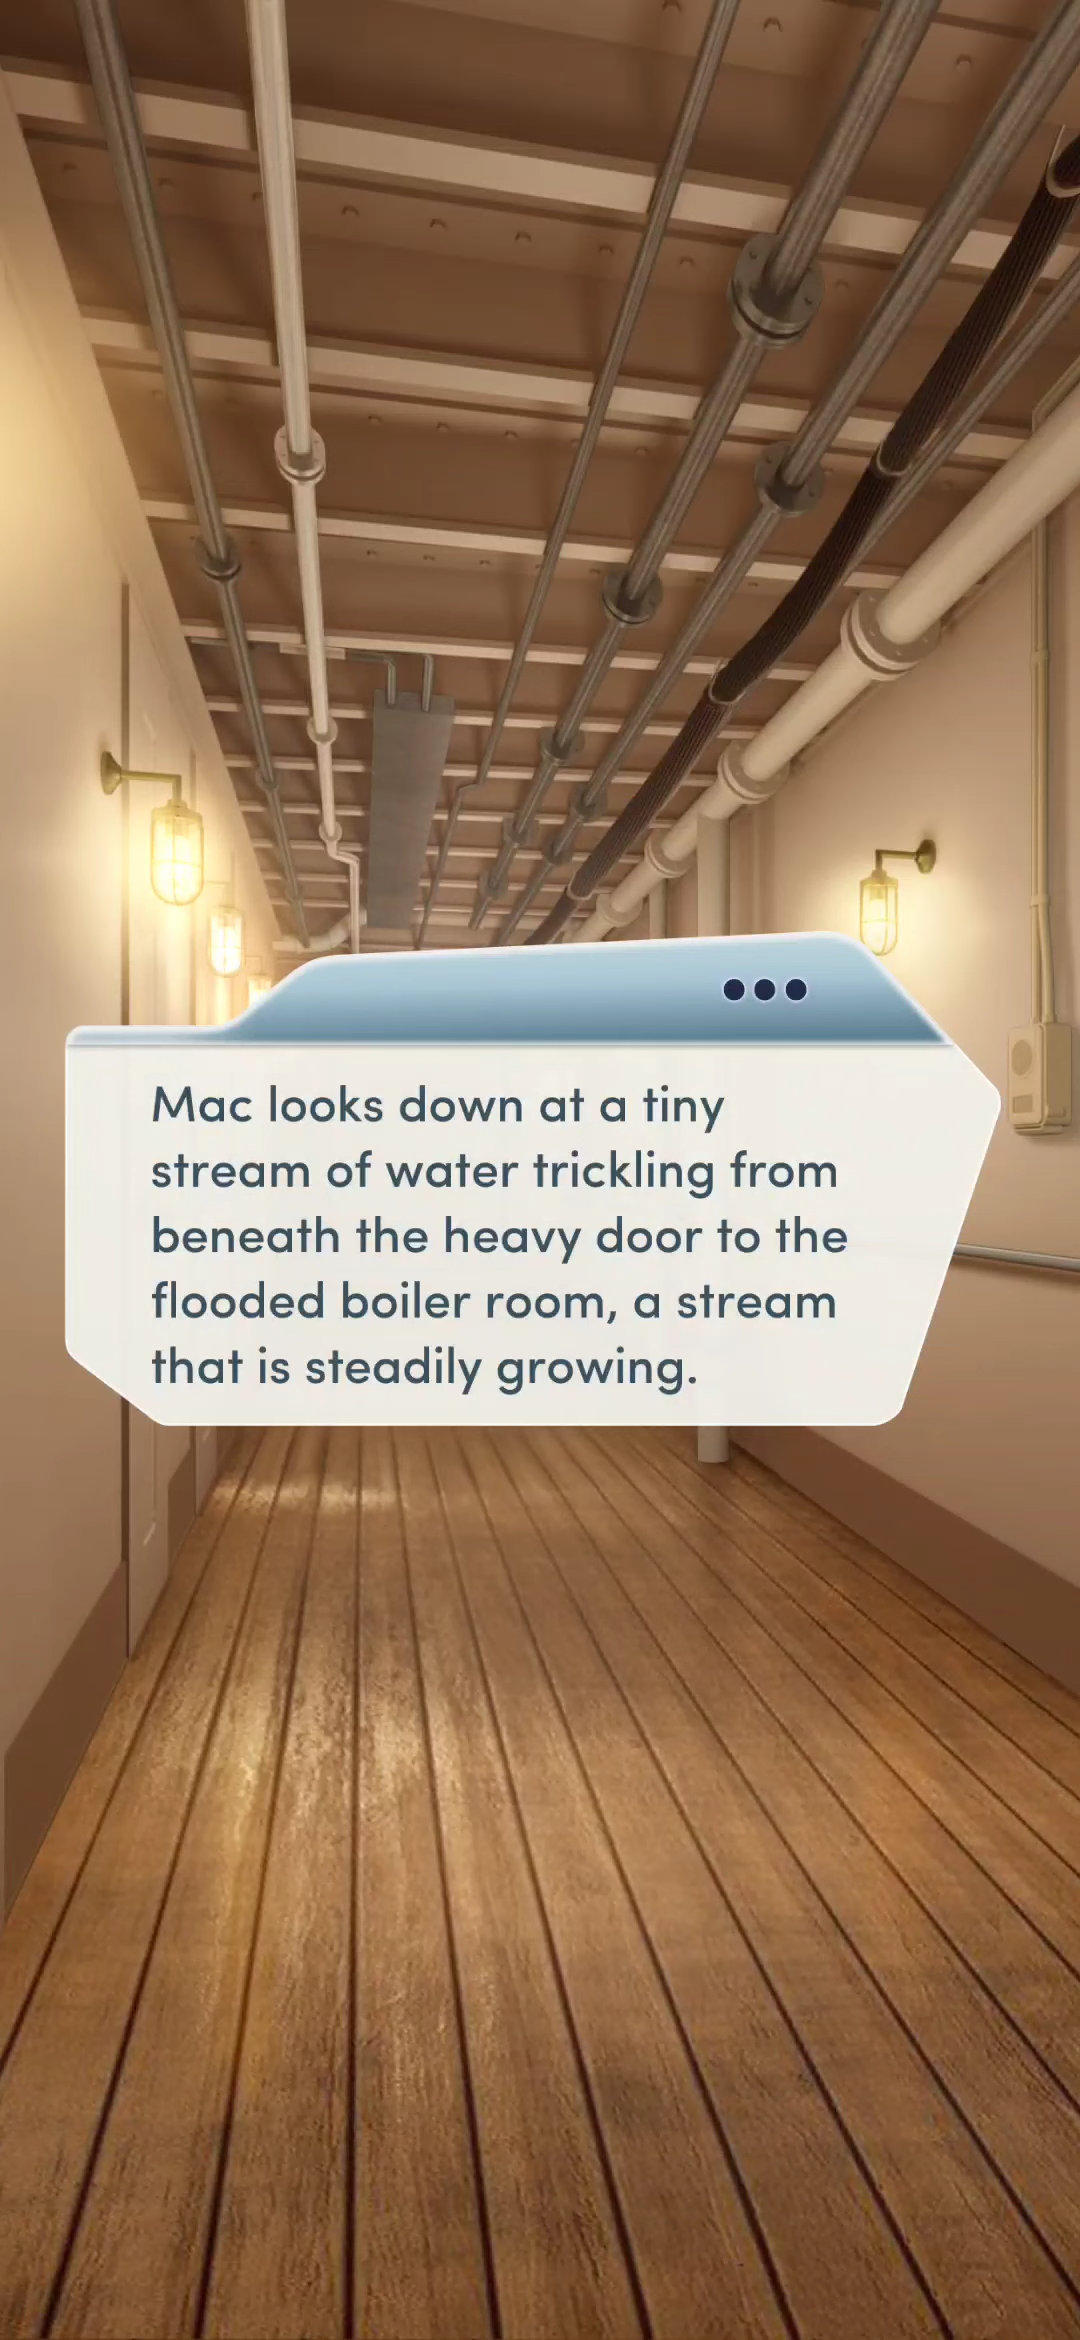 Mac looks down at a tiny
stream of water trickling from
beneath the heavy door to the
flooded boiler room, a stream
that is steadily growing.